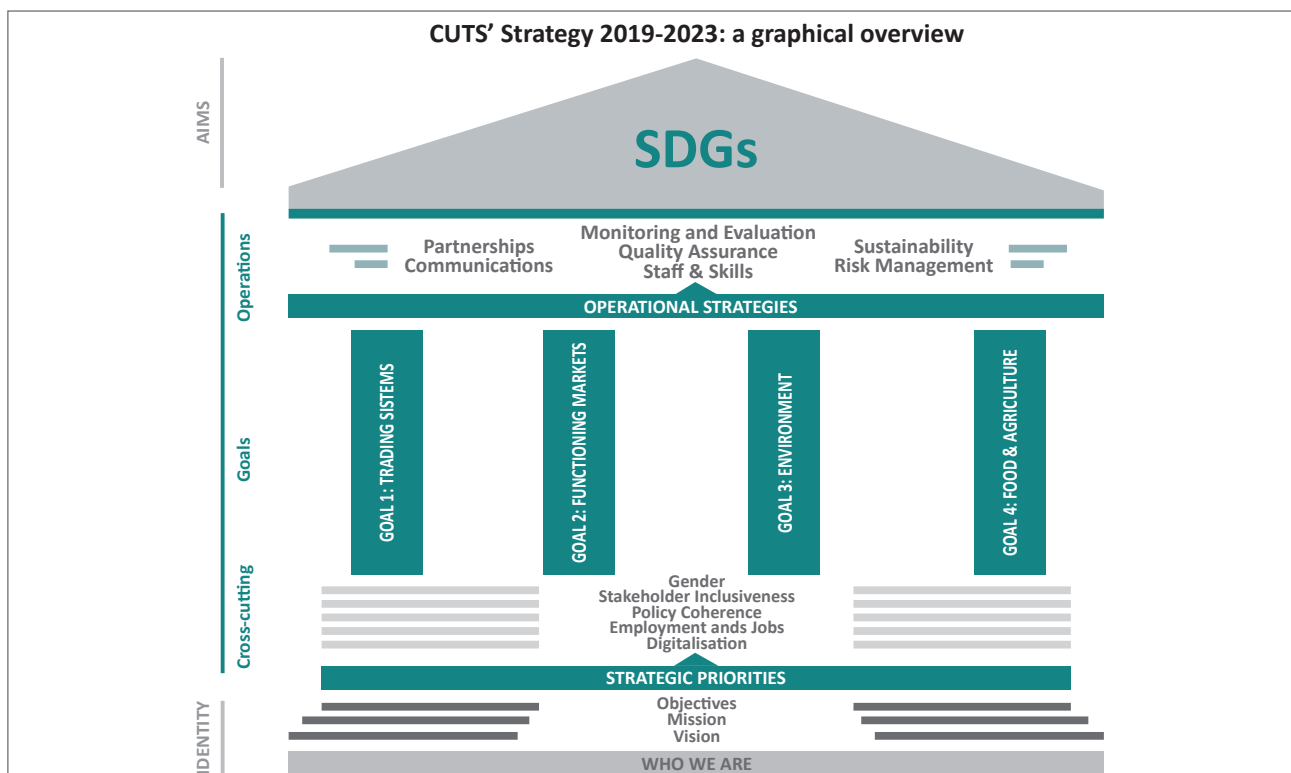 CUTS' Strategy 2019-2023: a graphical overview
AIMS
SDGs
Operations
Partnerships
Communications
Monitoring and Evaluation
Quality Assurance
Staff & Skills
Sustainability
Risk Management
OPERATIONAL STRATEGIES
Goals
GOAL 1: TRADING SISTEMS
GOAL 2: FUNCTIONING MARKETS
GOAL 3: ENVIRONMENT
GOAL 4: FOOD & AGRICULTURE
Cross-cutting
Gender
Stakeholder Inclusiveness
Policy Coherence
Employment ands Jobs
Digitalisation
STRATEGIC PRIORITIES
IDENTITY
Objectives
Mission
Vision
WHO WE ARE